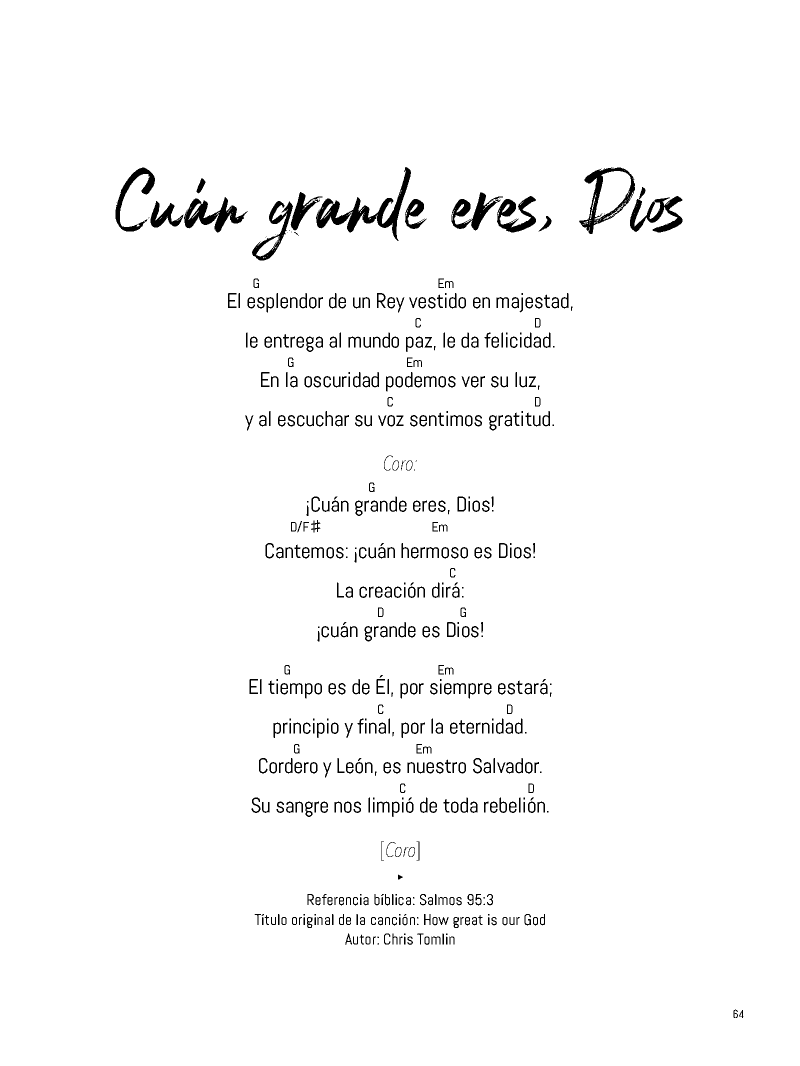 Cuán grande eres, Dios
G Em
El esplendor de un Rey vestido en majestad,
C D
le entrega al mundo paz, le da felicidad.
G Em
En la oscuridad podemos ver su luz,
C D
y al escuchar su voz sentimos gratitud.
Coro:
G
¡Cuán grande eres, Dios!
D/F♯ Em
Cantemos: ¡cuán hermoso es Dios!
C
La creación dirá:
D G
¡cuán grande es Dios!
G Em
El tiempo es de Él, por siempre estará;
C D
principio y final, por la eternidad.
G Em
Cordero y León, es nuestro Salvador.
C D
Su sangre nos limpió de toda rebelión.
[Coro]
Referencia bíblica: Salmos 95:3
Título original de la canción: How great is our God
Autor: Chris Tomlin
64